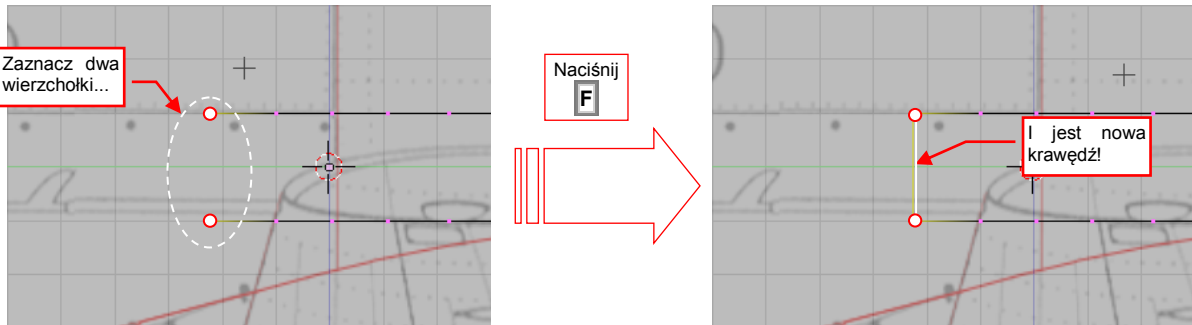 Zaznacz dwa
wierzchołki...
Naciśnij
F
I jest nowa
krawędź!